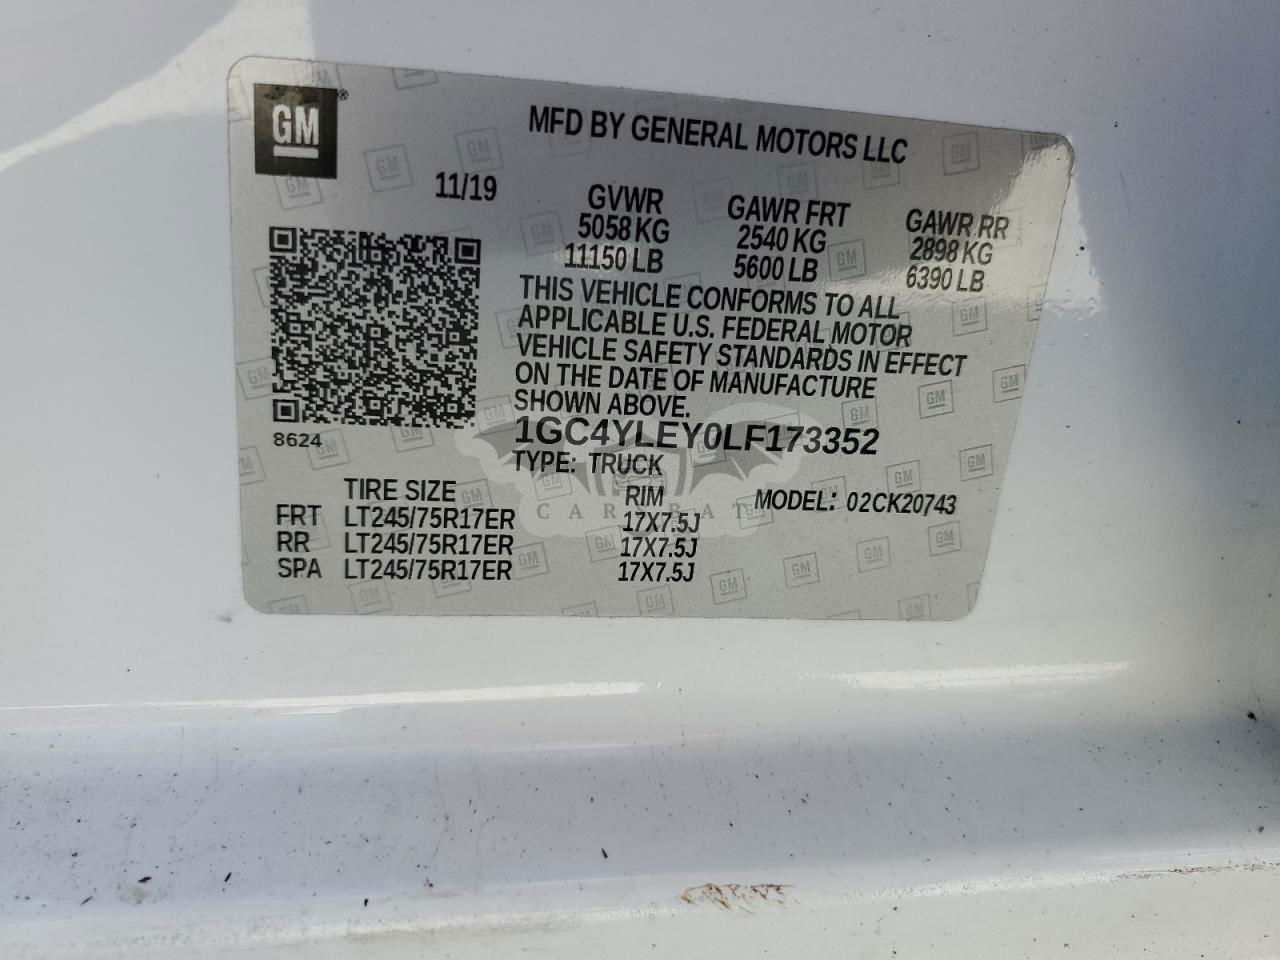 GM®
MFD BY GENERAL MOTORS LLC
11/19
GVWR
5058 KG
11150 LB
GAWR FRT
2540 KG
5600 LB
GAWR RR
2898 KG
6390 LB
THIS VEHICLE CONFORMS TO ALL
APPLICABLE U.S. FEDERAL MOTOR
VEHICLE SAFETY STANDARDS IN EFFECT
ON THE DATE OF MANUFACTURE
SHOWN ABOVE.
8624
1GC4YLEY0LF173352
TYPE: TRUCK
MODEL: 02CK20743
TIRE SIZE RIM
FRT LT245/75R17ER 17X7.5J
RR LT245/75R17ER 17X7.5J
SPA LT245/75R17ER 17X7.5J